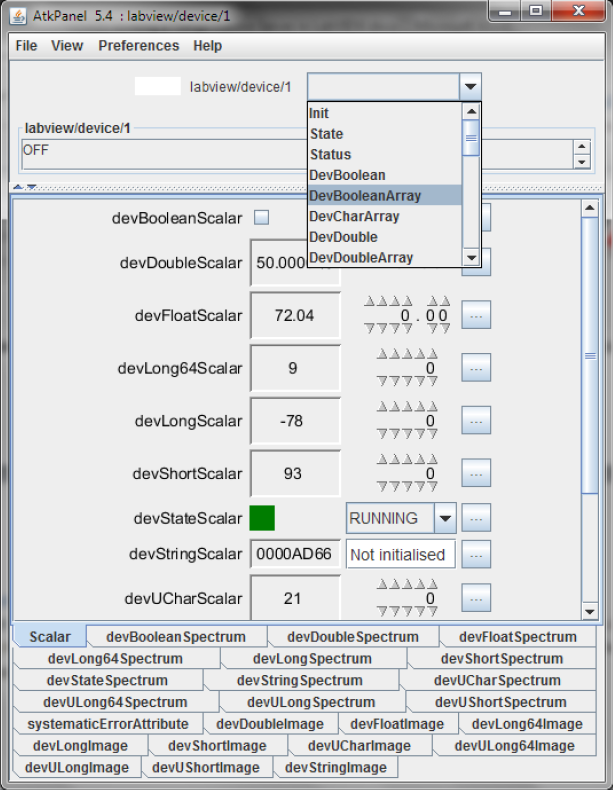 AtkPanel 5.4 : labview/device/1
File View Preferences Help
labview/device/1
Init
State
Status
DevBoolean
DevBooleanArray
DevCharArray
DevDouble
DevDoubleArray
labview/device/1
OFF
devBooleanScalar
devDoubleScalar 50.000
devFloatScalar 72.04 0.00 ...
devLong64Scalar 9 0 ...
devLongScalar -78 0 ...
devShortScalar 93 0 ...
devStateScalar RUNNING ...
devStringScalar 0000AD66 Not initialised ...
devUCharScalar 21 0 ...
Scalar devBooleanSpectrum devDoubleSpectrum devFloatSpectrum
devLong64Spectrum devLongSpectrum devShortSpectrum
devStateSpectrum devStringSpectrum devUCharSpectrum
devULong64Spectrum devULongSpectrum devUShortSpectrum
systematicErrorAttribute devDoubleImage devFloatImage devLong64Image
devLongImage devShortImage devUCharImage devULong64Image
devULongImage devUShortImage devStringImage